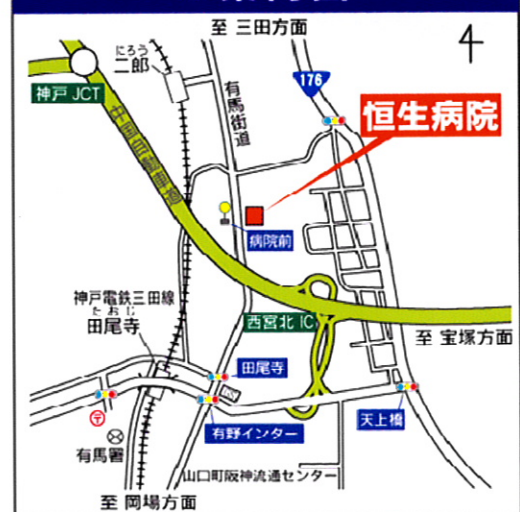 至 三田方面
にろう
二郎
神戸 JCT
有馬街道
176
恒生病院
中国自動車道
病院前
神戸電鉄三田線
たおじ
田尾寺
西宮北 IC
至 宝塚方面
田尾寺
有野インター
天上橋
〒
有馬署
山口町阪神流通センター
至 岡場方面